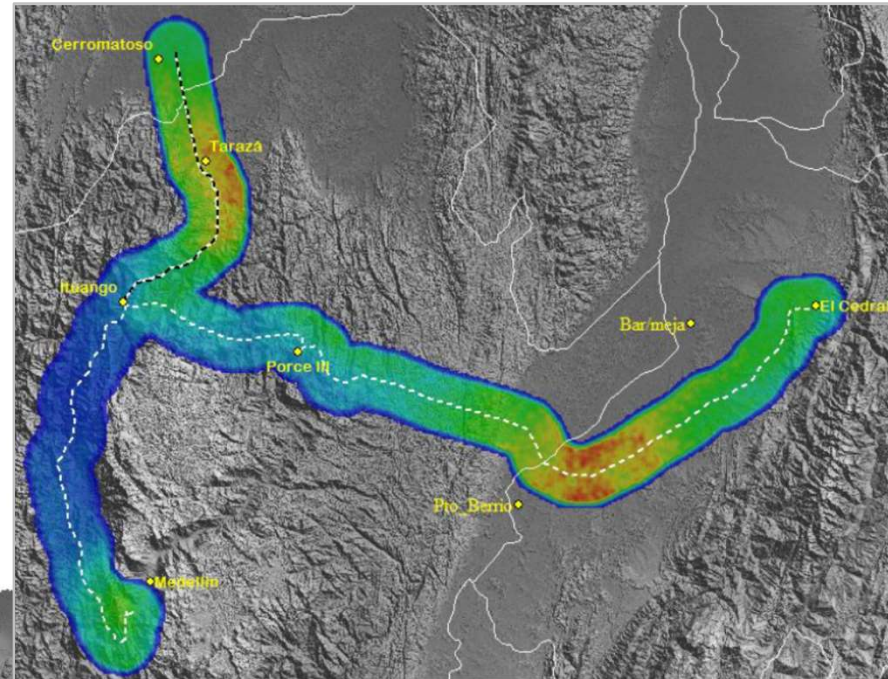 Cerromatoso
Tarazá
Ituango
El Cedral
Bar/meja
Porce III
Pto_Berrio
Medellín